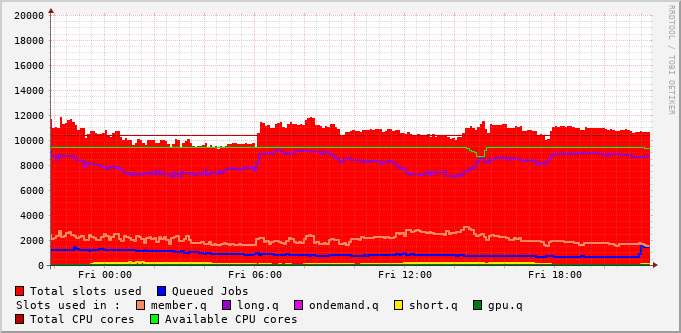 20000
18000
16000
14000
12000
10000
8000
6000
4000
2000
0
Fri 00:00 Fri 06:00 Fri 12:00 Fri 18:00
RRDTOOL / TOBI OETIKER
Total slots used Queued Jobs
Slots used in : member.q long.q ondemand.q short.q gpu.q
Total CPU cores Available CPU cores